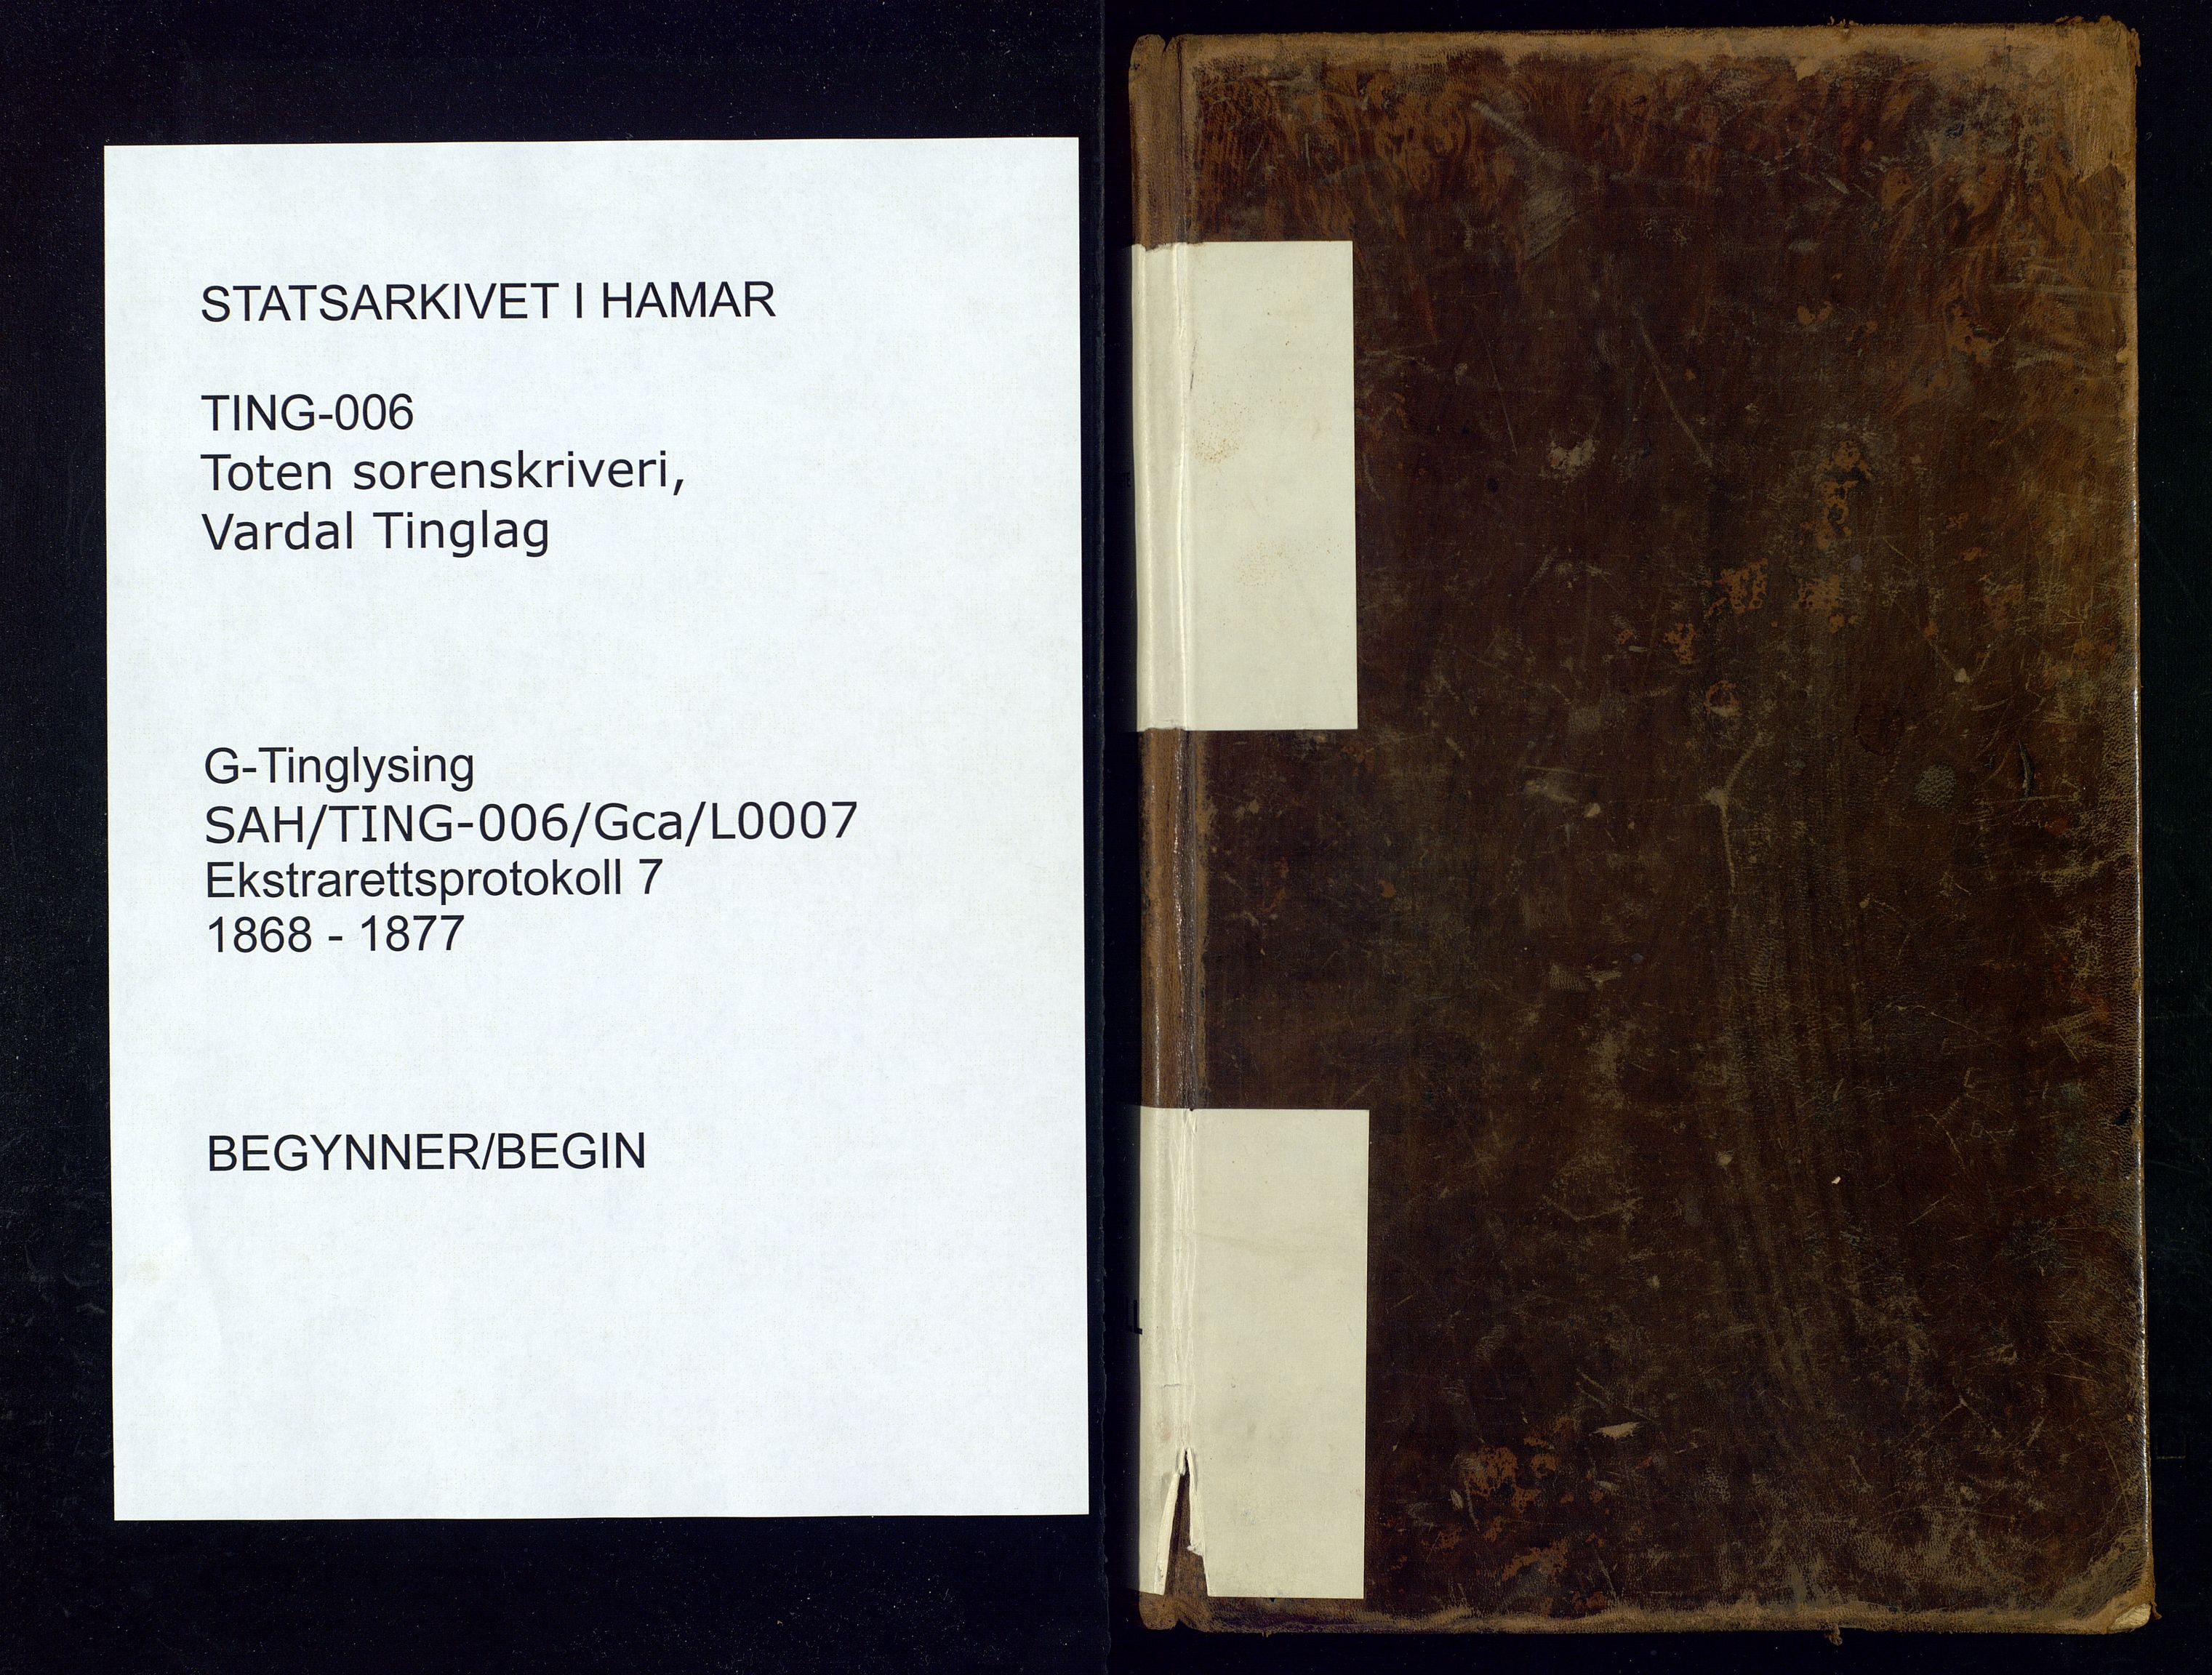 STATSARKIVET I HAMAR
TING-006
Toten sorenskriveri,
Vardal Tinglag
G-Tinglysing
SAH/TING-006/Gca/L0007
Ekstrarettsprotokoll 7
1868 - 1877
BEGYNNER/BEGIN